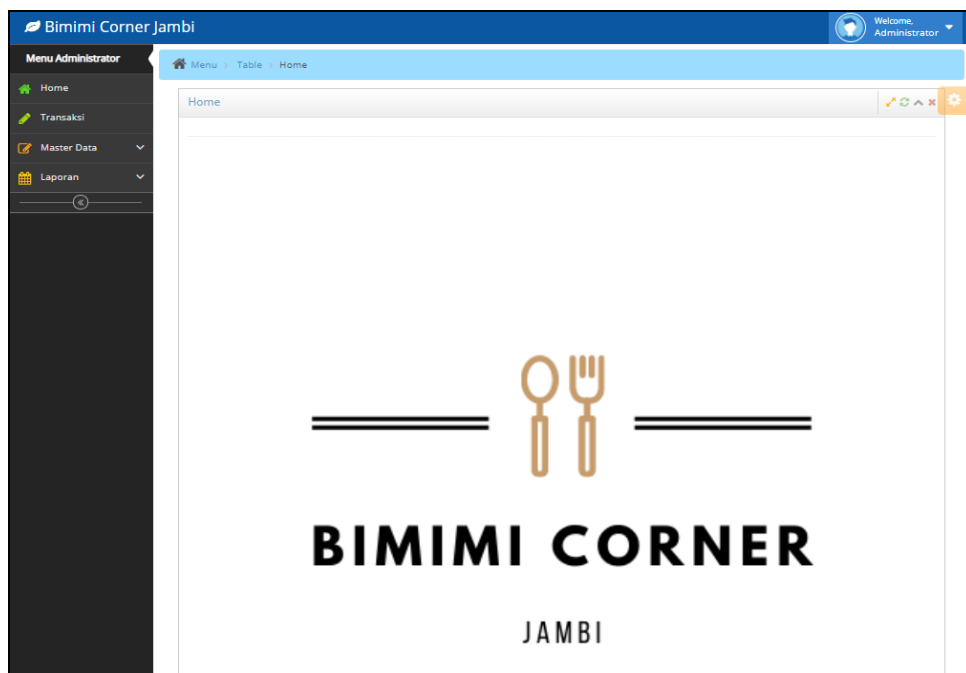 Bimimi Corner Jambi
Welcome,
Administrator
Menu Administrator
Menu Table Home
Home
Transaksi
Master Data
Laporan
Home
BIMIMI CORNER
JAMBI